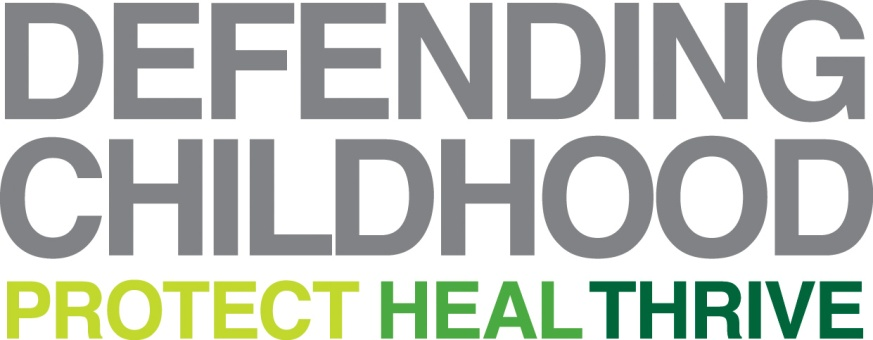 DEFENDING
CHILDHOOD
PROTECT HEAL THRIVE